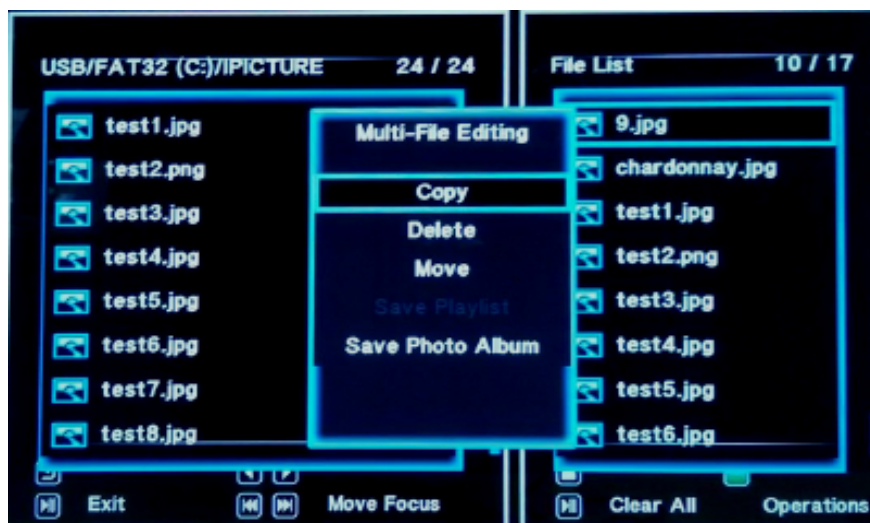 USB/FAT32 (C:)/IPICTURE 24 / 24
test1.jpg
test2.png
test3.jpg
test4.jpg
test5.jpg
test6.jpg
test7.jpg
test8.jpg
Multi-File Editing
Copy
Delete
Move
Save Playlist
Save Photo Album
File List 10 / 17
9.jpg
chardonnay.jpg
test1.jpg
test2.png
test3.jpg
test4.jpg
test5.jpg
test6.jpg
Exit Move Focus
Clear All Operations